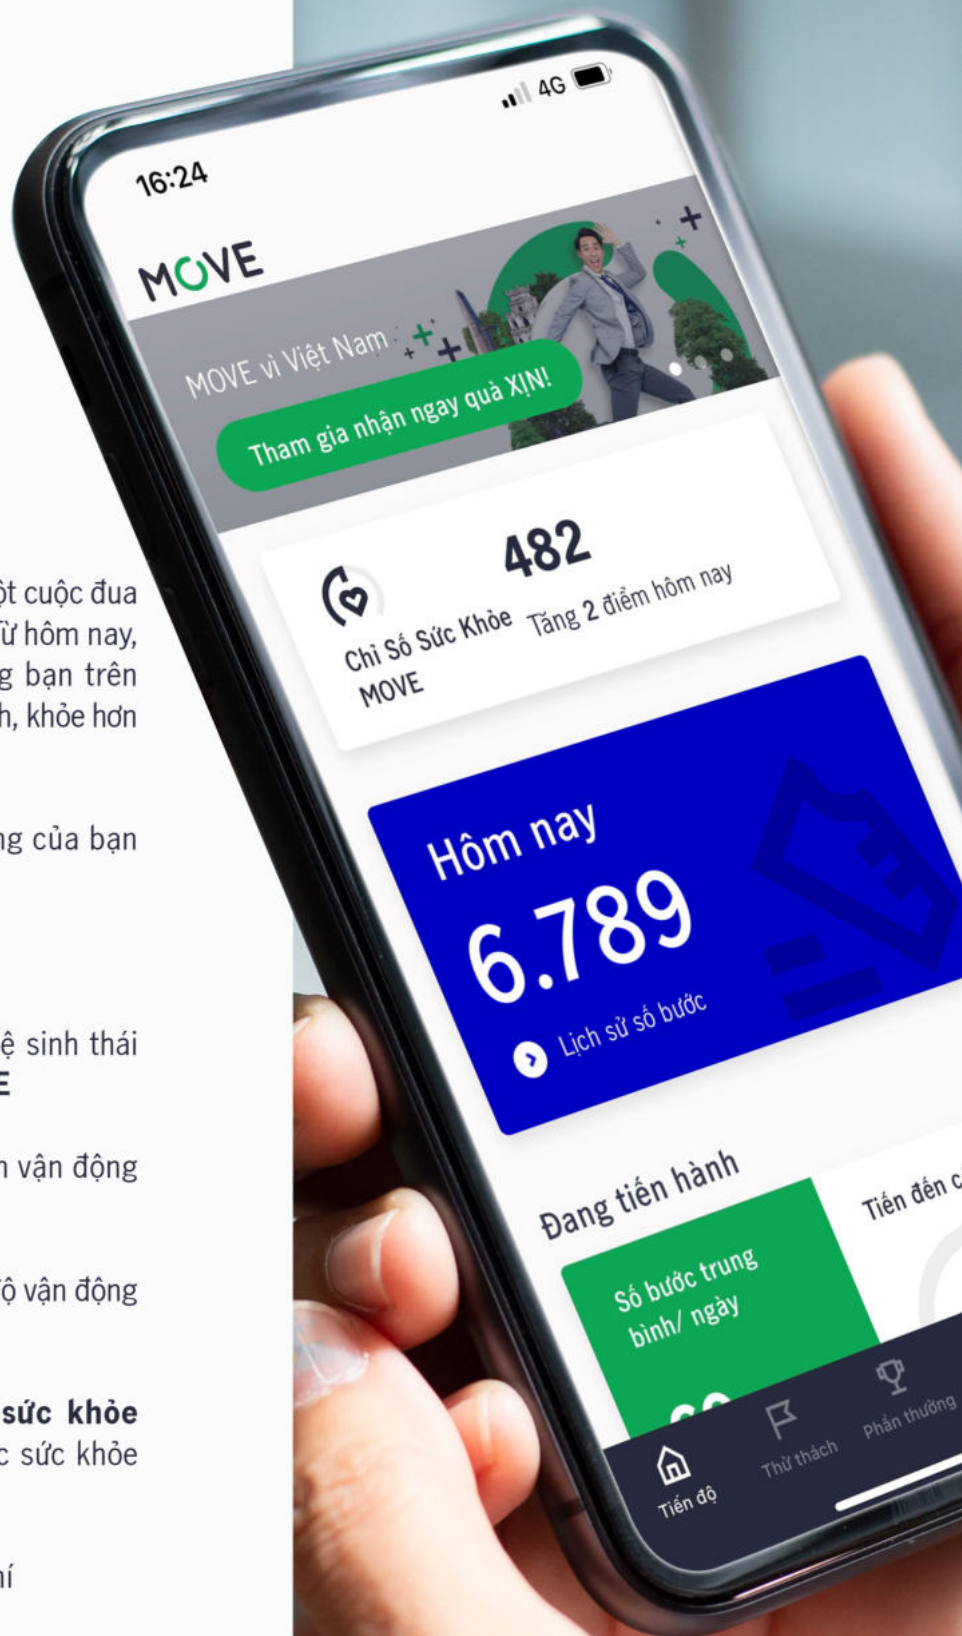 16:24
4G
MOVE
MOVE vì Việt Nam
Tham gia nhận ngay quà XỊN!
482
Chỉ Số Sức Khỏe
MOVE
Tăng 2 điểm hôm nay
Hôm nay
6.789
Lịch sử số bước
Đang tiến hành
Số bước trung
bình/ ngày
Tiến đến
Tiến độ
Thử thách
Phần thưởng
cuộc đua
hôm nay,
bạn trên
khỏe hơn
của bạn
sinh thái
vận động
vận động
sức khỏe
sức khỏe